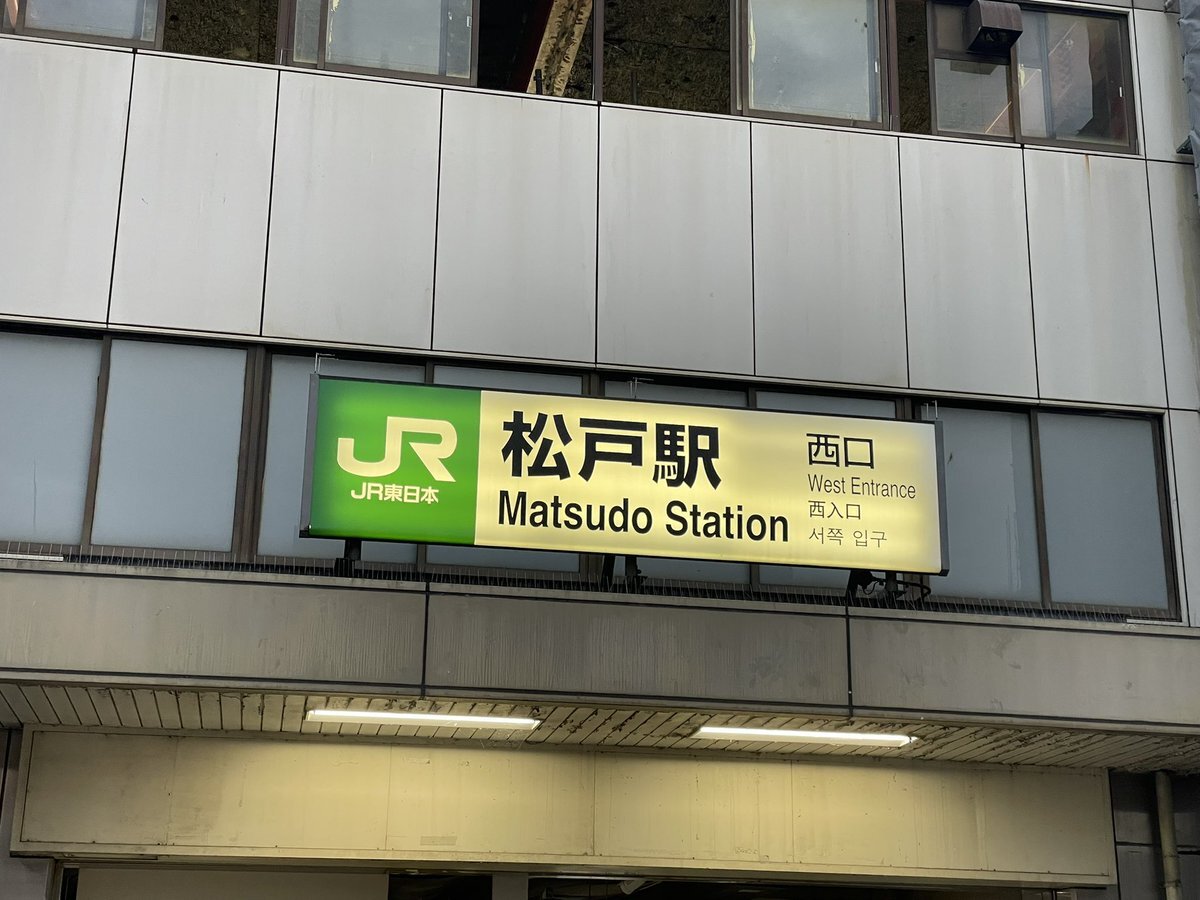 JR
JR東日本
松戸駅
Matsudo Station
西口
West Entrance
西入口
서쪽 입구